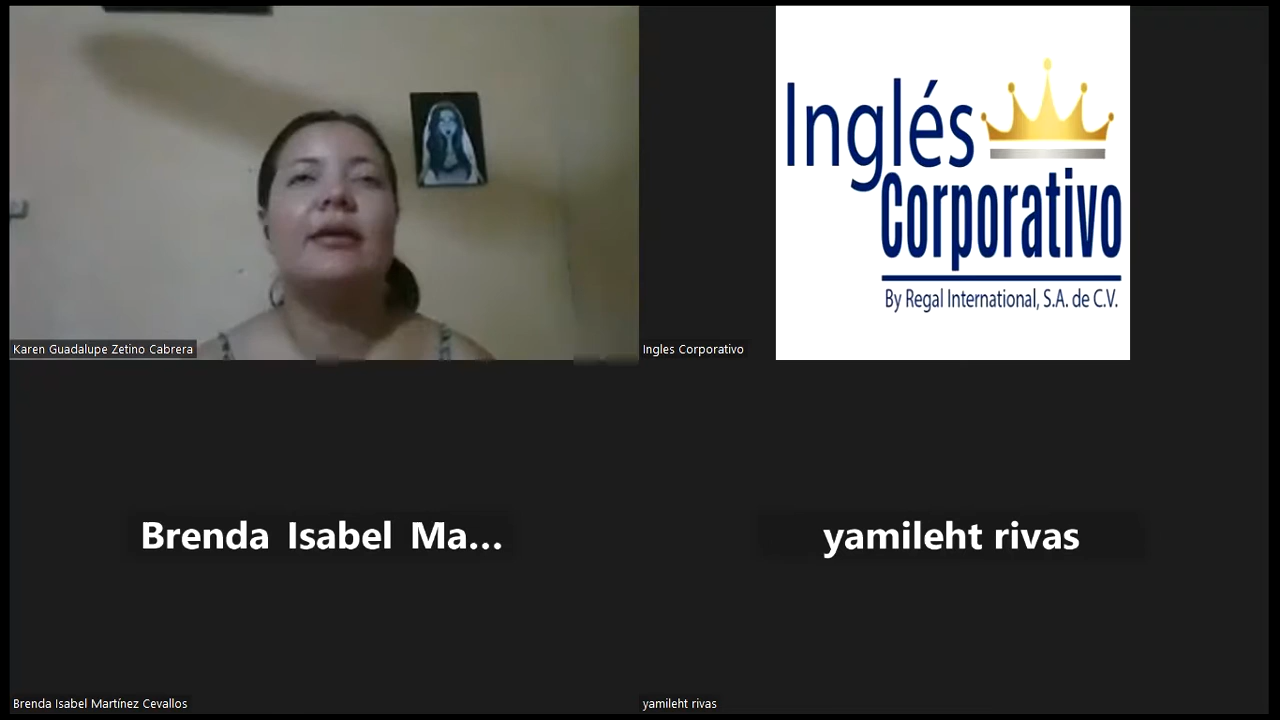 Inglés
Corporativo
By Regal International, S.A. de C.V.
Karen Guadalupe Zetino Cabrera
Ingles Corporativo
Brenda Isabel Ma...
yamileht rivas
Brenda Isabel Martínez Cevallos
yamileht rivas